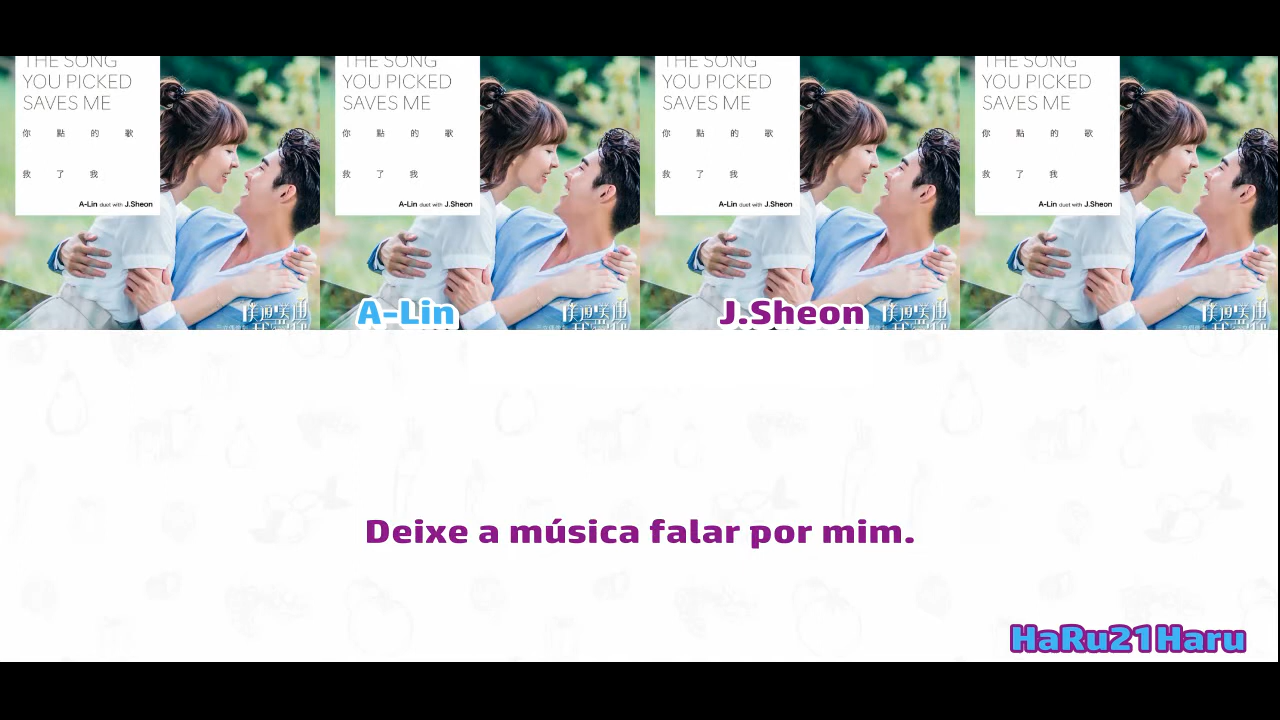 THE SONG
YOU PICKED
SAVES ME
你點的歌
救了我
A-Lin duet with J.Sheon
THE SONG
YOU PICKED
SAVES ME
你點的歌
救了我
A-Lin duet with J.Sheon
THE SONG
YOU PICKED
SAVES ME
你點的歌
救了我
A-Lin duet with J.Sheon
THE SONG
YOU PICKED
SAVES ME
你點的歌
救了我
A-Lin duet with J.Sheon
A-Lin
J.Sheon
Deixe a música falar por mim.
HaRu21Haru